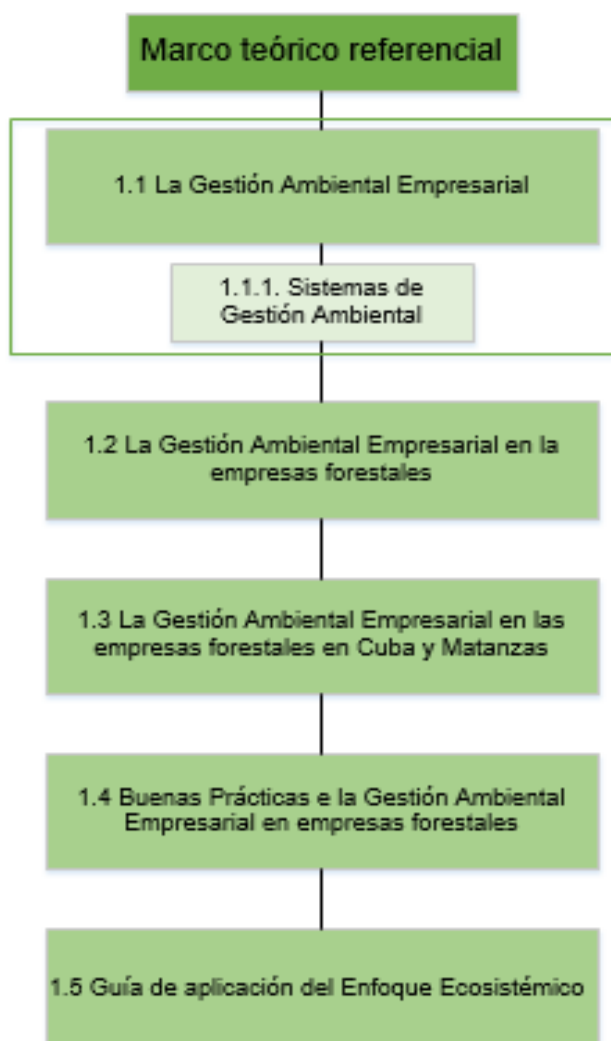 Marco teórico referencial
1.1 La Gestión Ambiental Empresarial
1.1.1. Sistemas de
Gestión Ambiental
1.2 La Gestión Ambiental Empresarial en la
empresas forestales
1.3 La Gestión Ambiental Empresarial en las
empresas forestales en Cuba y Matanzas
1.4 Buenas Prácticas e la Gestión Ambiental
Empresarial en empresas forestales
1.5 Guía de aplicación del Enfoque Ecosistémico